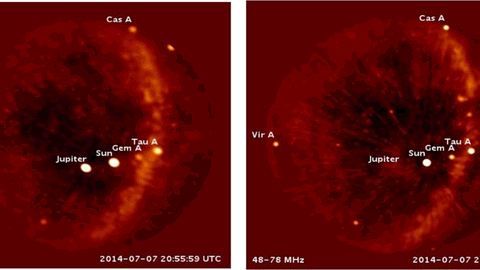 Cas A
Tau A
Gem A
Sun
Jupiter
2014-07-07 20:55:59 UTC
Cas A
Vir A
Tau A
Gem A
Sun
Jupiter
48-78 MHz
2014-07-07 2